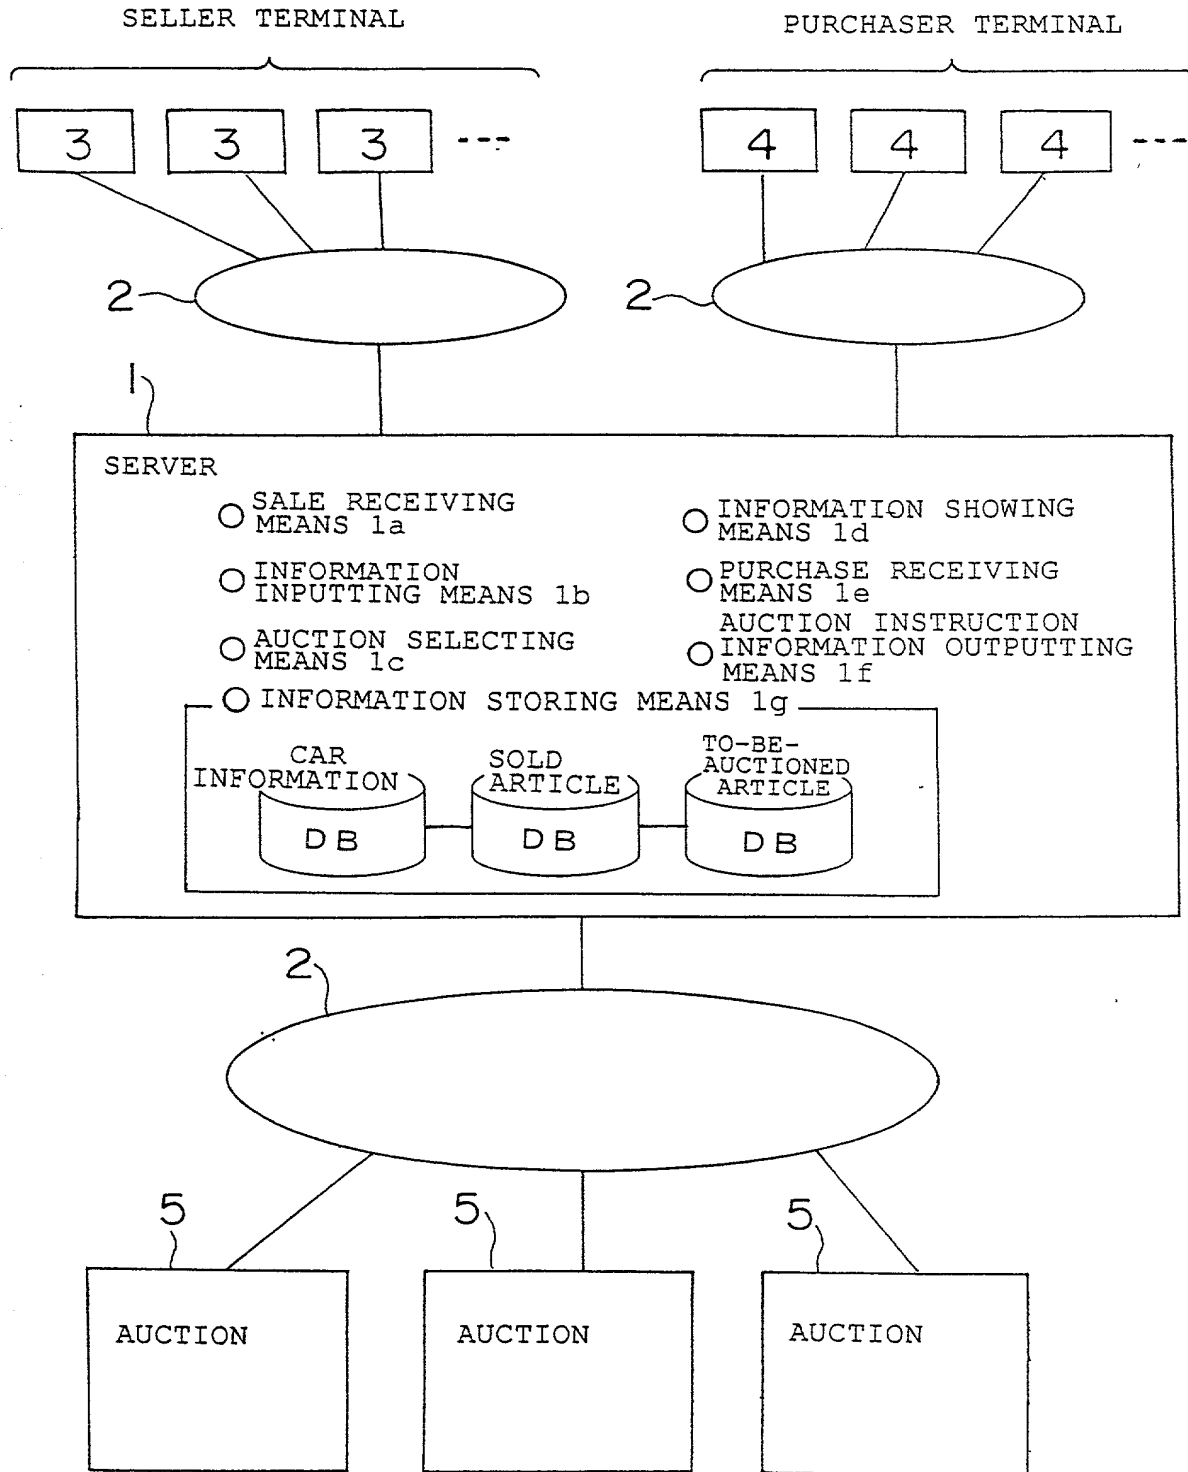 SELLER TERMINAL
PURCHASER TERMINAL
3 3 3 ---
4 4 4 ---
2
2
1
SERVER
SALE RECEIVING
MEANS 1a
INFORMATION
INPUTTING MEANS 1b
AUCTION SELECTING
MEANS 1c
INFORMATION SHOWING
MEANS 1d
PURCHASE RECEIVING
MEANS 1e
AUCTION INSTRUCTION
INFORMATION OUTPUTTING
MEANS 1f
INFORMATION STORING MEANS 1g
CAR
INFORMATION
DB
SOLD
ARTICLE
DB
TO-BE-
AUCTIONED
ARTICLE
DB
2
5
AUCTION
5
AUCTION
5
AUCTION